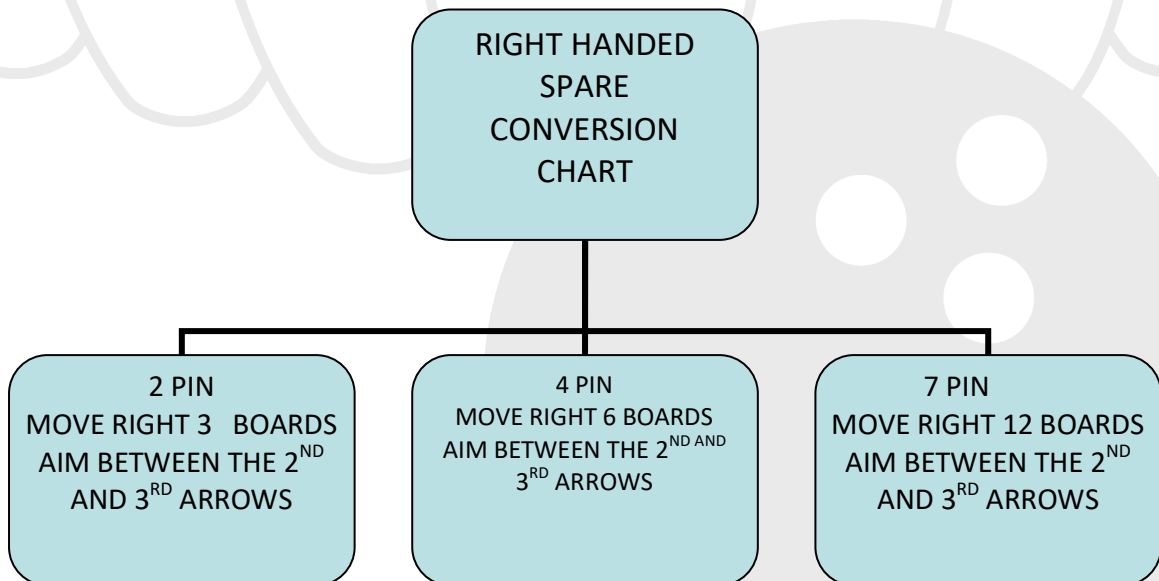 RIGHT HANDED
SPARE
CONVERSION
CHART
2 PIN
MOVE RIGHT 3 BOARDS
AIM BETWEEN THE 2ND
AND 3RD ARROWS
4 PIN
MOVE RIGHT 6 BOARDS
AIM BETWEEN THE 2ND AND
3RD ARROWS
7 PIN
MOVE RIGHT 12 BOARDS
AIM BETWEEN THE 2ND
AND 3RD ARROWS